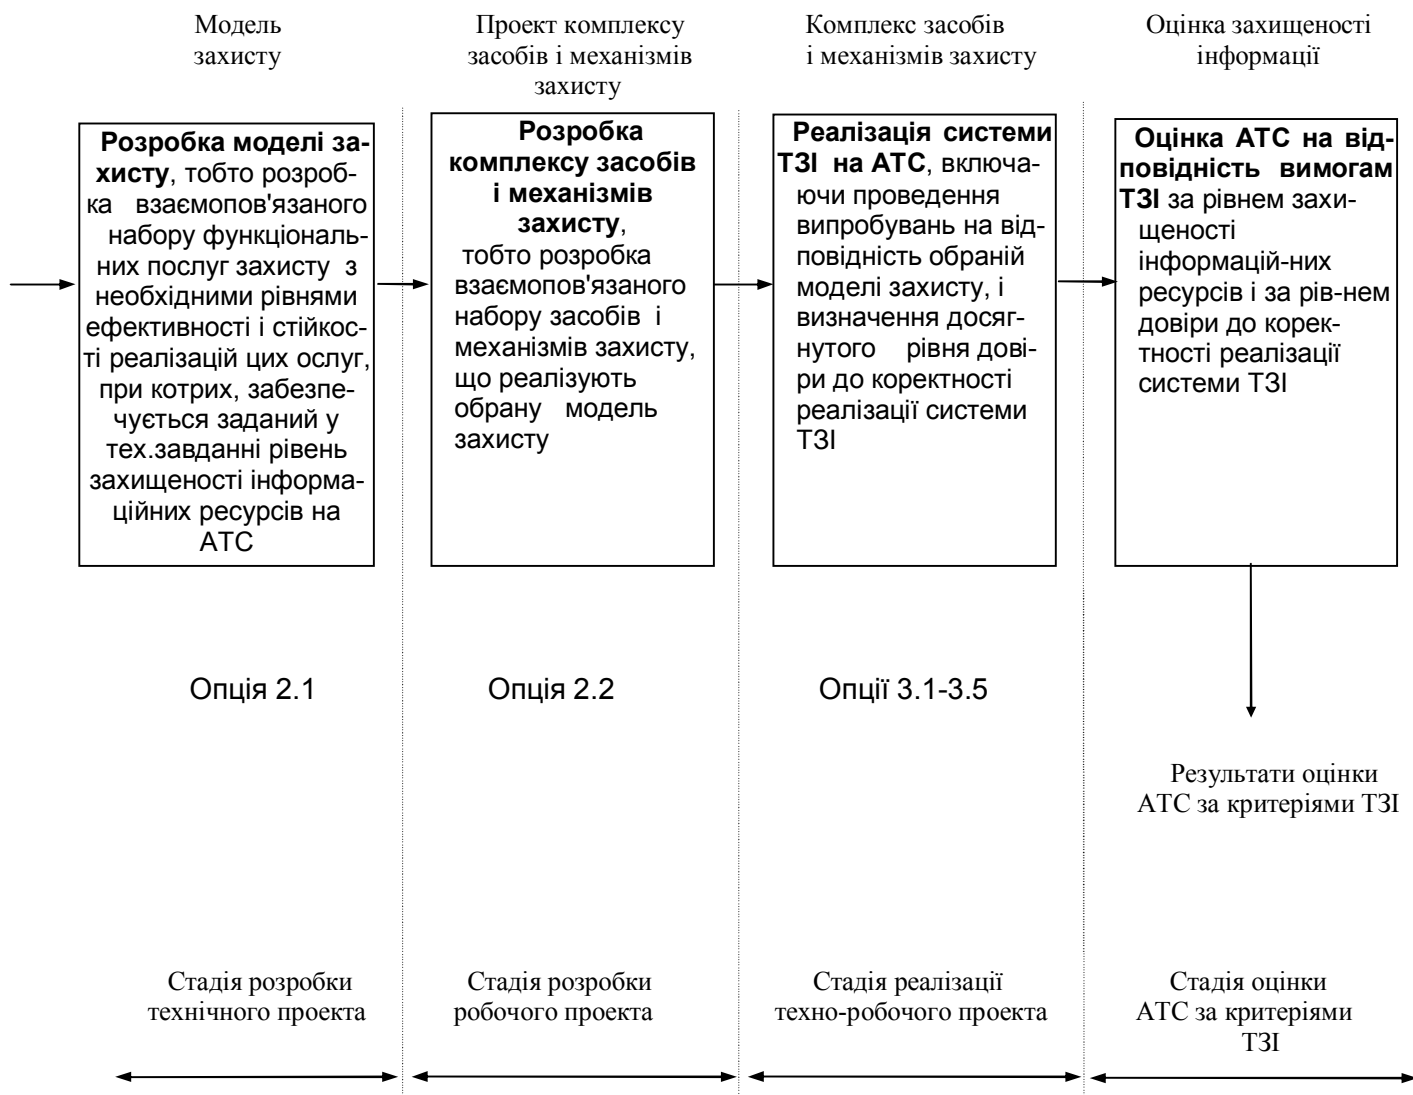 Модель
захисту
Проект комплексу
засобів і механізмів
захисту
Комплекс засобів
і механізмів захисту
Оцінка захищеності
інформації
Розробка моделі за-
хисту, тобто розроб-
ка взаємопов'язаного
набору функціональ-
них послуг захисту з
необхідними рівнями
ефективності і стійкос-
ті реалізацій цих ослуг,
при котрих, забезпе-
чується заданий у
тех.завданні рівень
захищеності інформа-
ційних ресурсів на
АТС
Розробка
комплексу засобів
і механізмів
захисту,
тобто розробка
взаємопов'язаного
набору засобів і
механізмів захисту,
що реалізують
обрану модель
захисту
Реалізація системи
ТЗІ на АТС, включа-
ючи проведення
випробувань на від-
повідність обраній
моделі захисту, і
визначення досяг-
нутого рівня дові-
ри до коректності
реалізації системи
ТЗІ
Оцінка АТС на від-
повідність вимогам
ТЗІ за рівнем захи-
щеності
інформацій-них
ресурсів і за рів-нем
довіри до корек-
тності реалізації
системи ТЗІ
Опція 2.1
Опція 2.2
Опції 3.1-3.5
Результати оцінки
АТС за критеріями ТЗІ
Стадія розробки
технічного проекта
Стадія розробки
робочого проекта
Стадія реалізації
техно-робочого проекта
Стадія оцінки
АТС за критеріями
ТЗІ